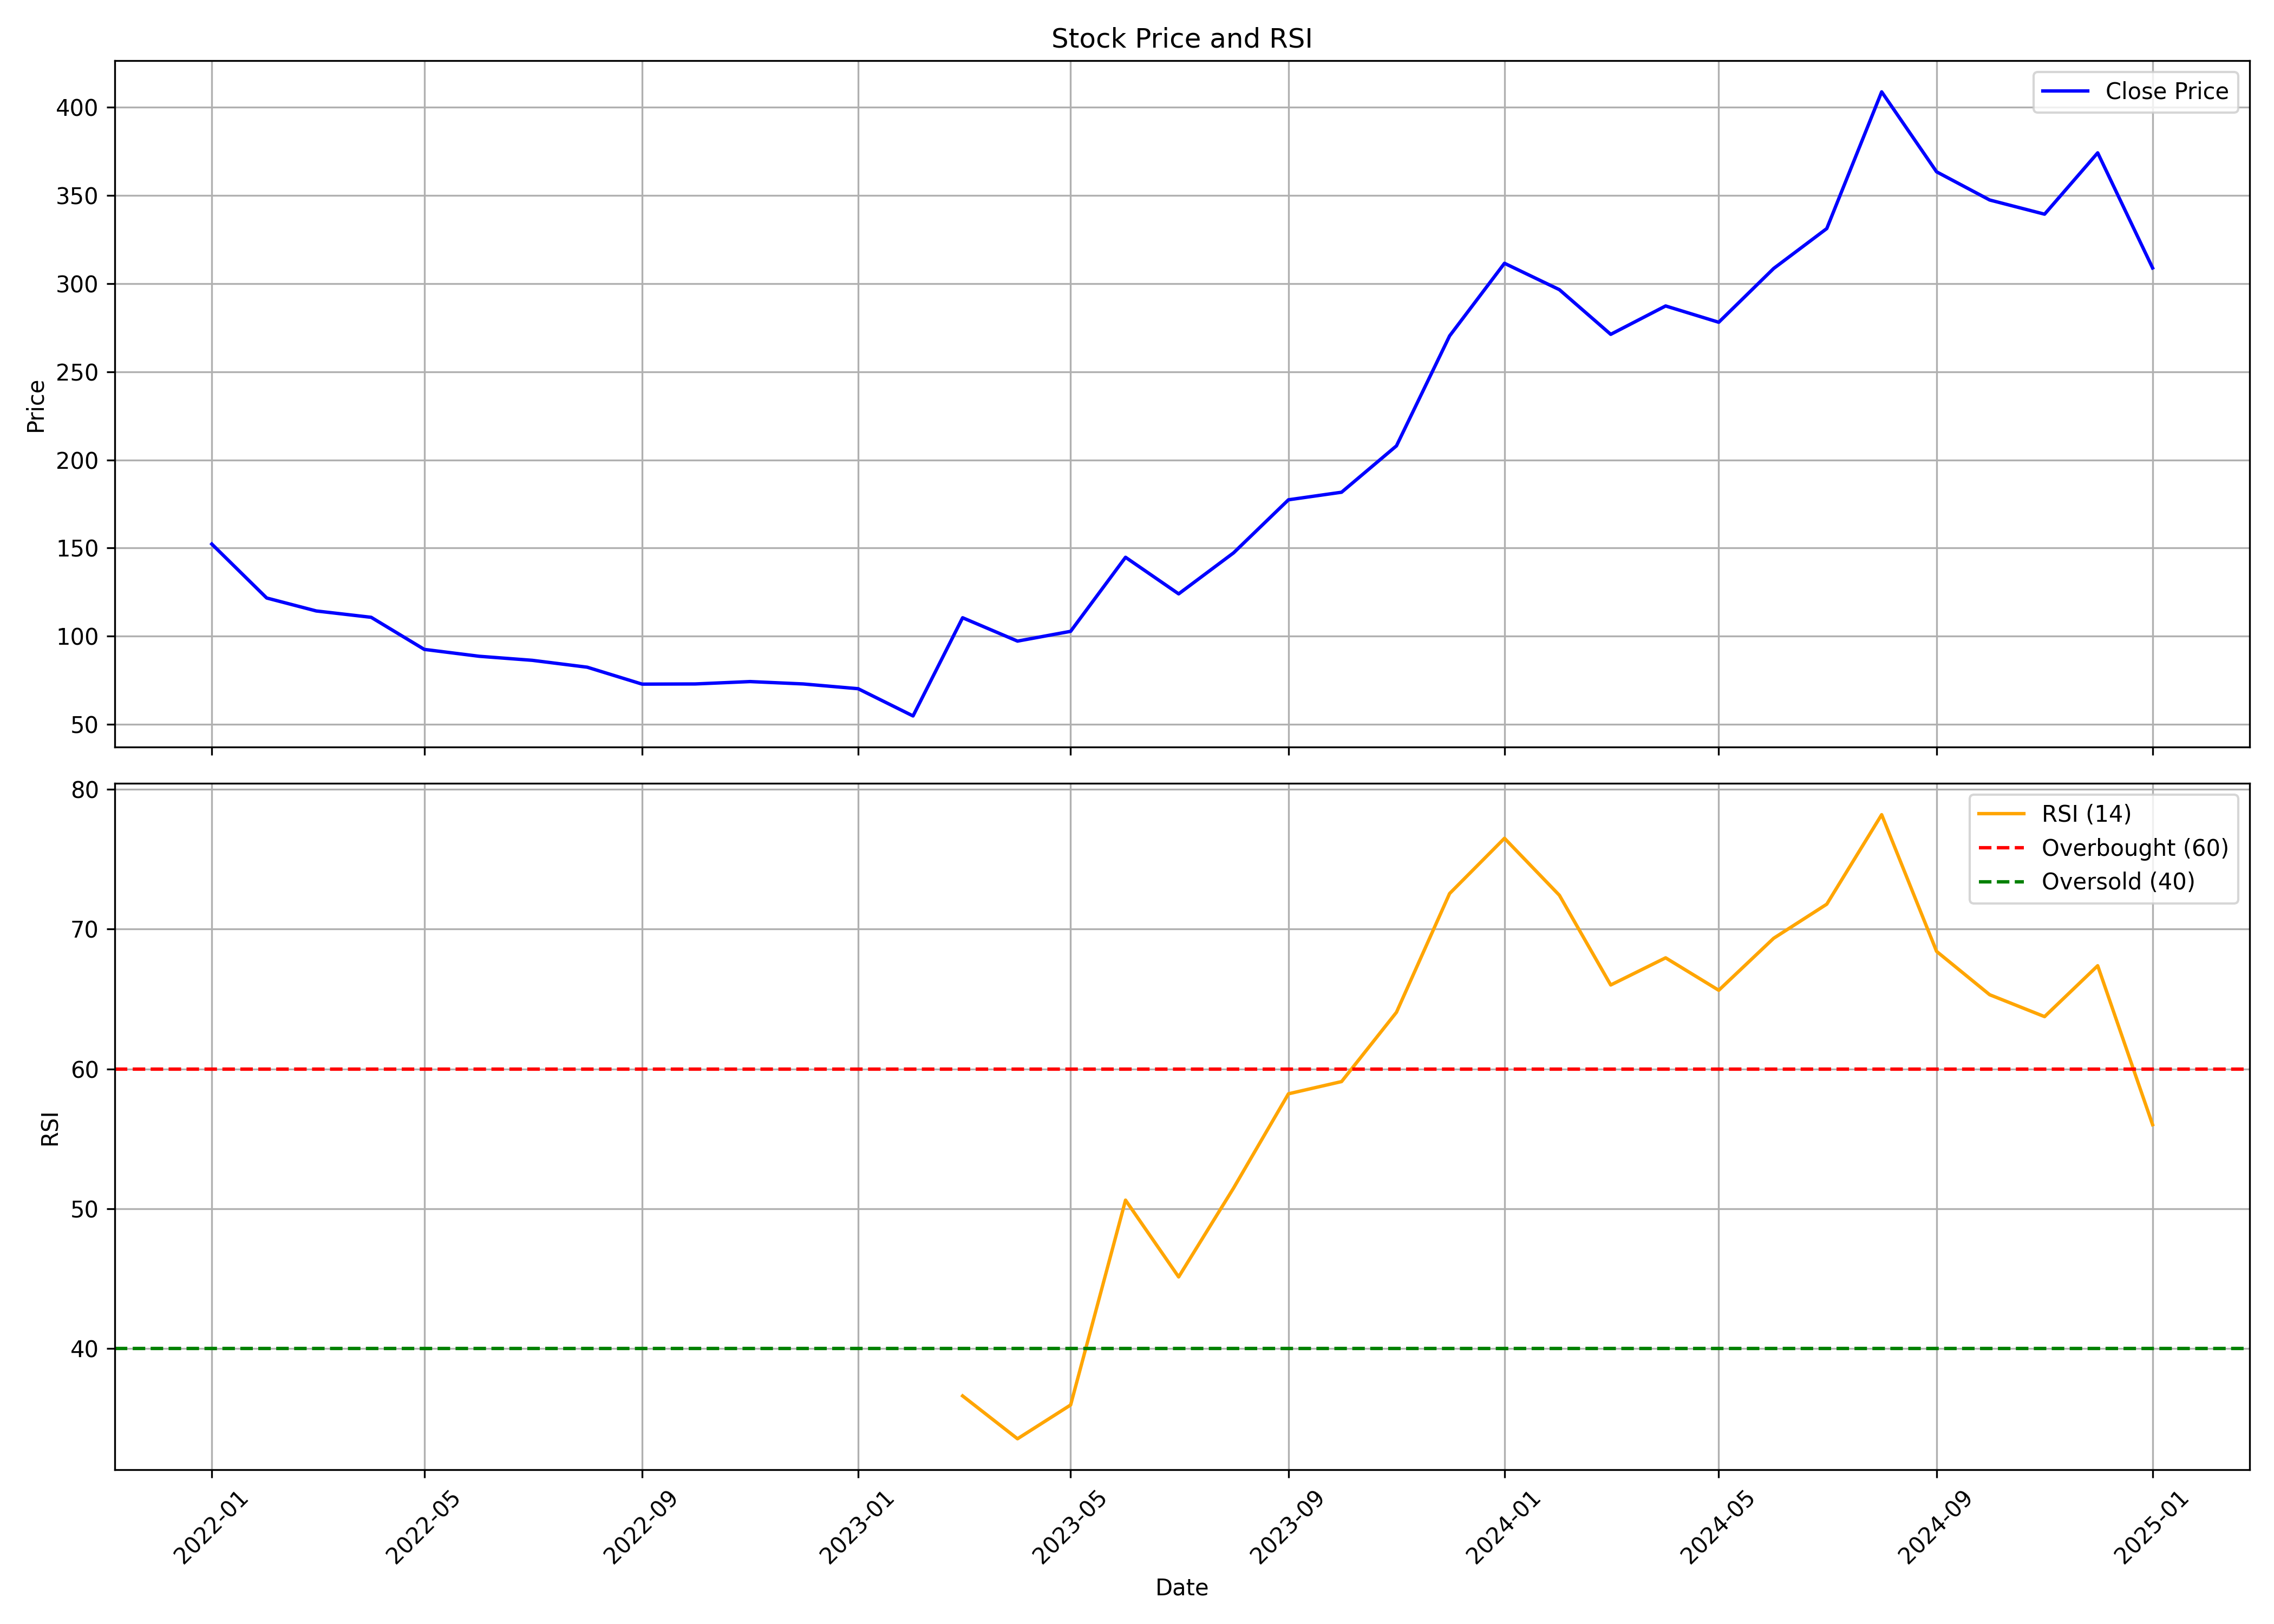 Stock Price and RSI
Close Price
400
350
300
250
200
150
100
50
Price
RSI (14)
Overbought (60)
Oversold (40)
80
70
60
50
40
RSI
2022-01
2022-05
2022-09
2023-01
2023-05
2023-09
2024-01
2024-05
2024-09
2025-01
Date